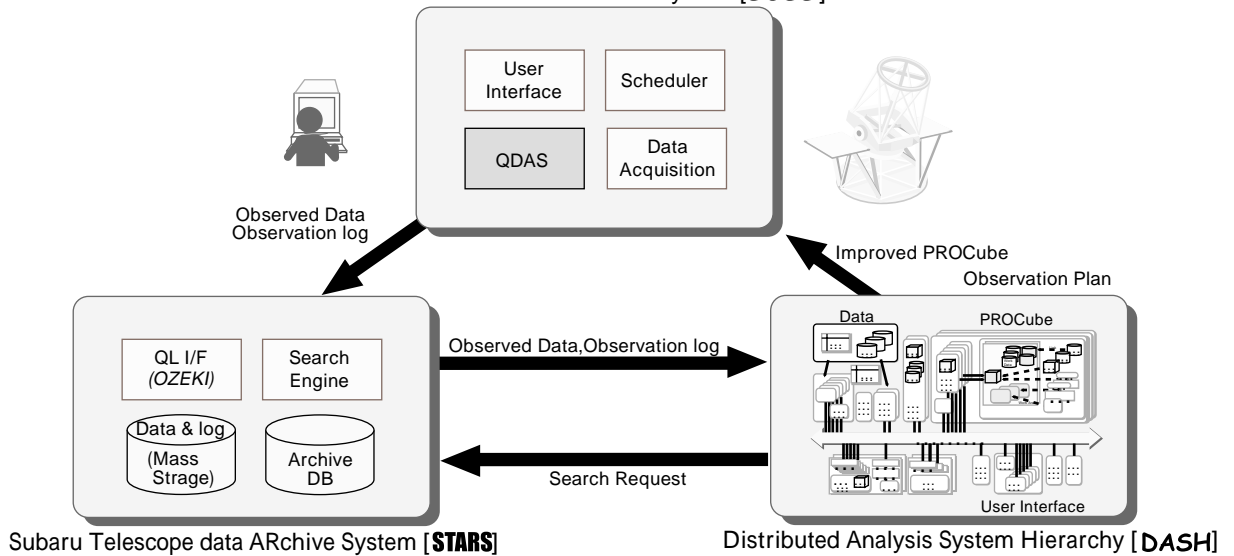 User
Interface
Scheduler
QDAS
Data
Acquisition
Observed Data
Observation log
Improved PROCube
Observation Plan
QL I/F
(OZEKI)
Search
Engine
Data & log
(Mass
Strage)
Archive
DB
Observed Data,Observation log
Search Request
Data
PROCube
User Interface
Subaru Telescope data ARchive System [STARS]
Distributed Analysis System Hierarchy [DASH]